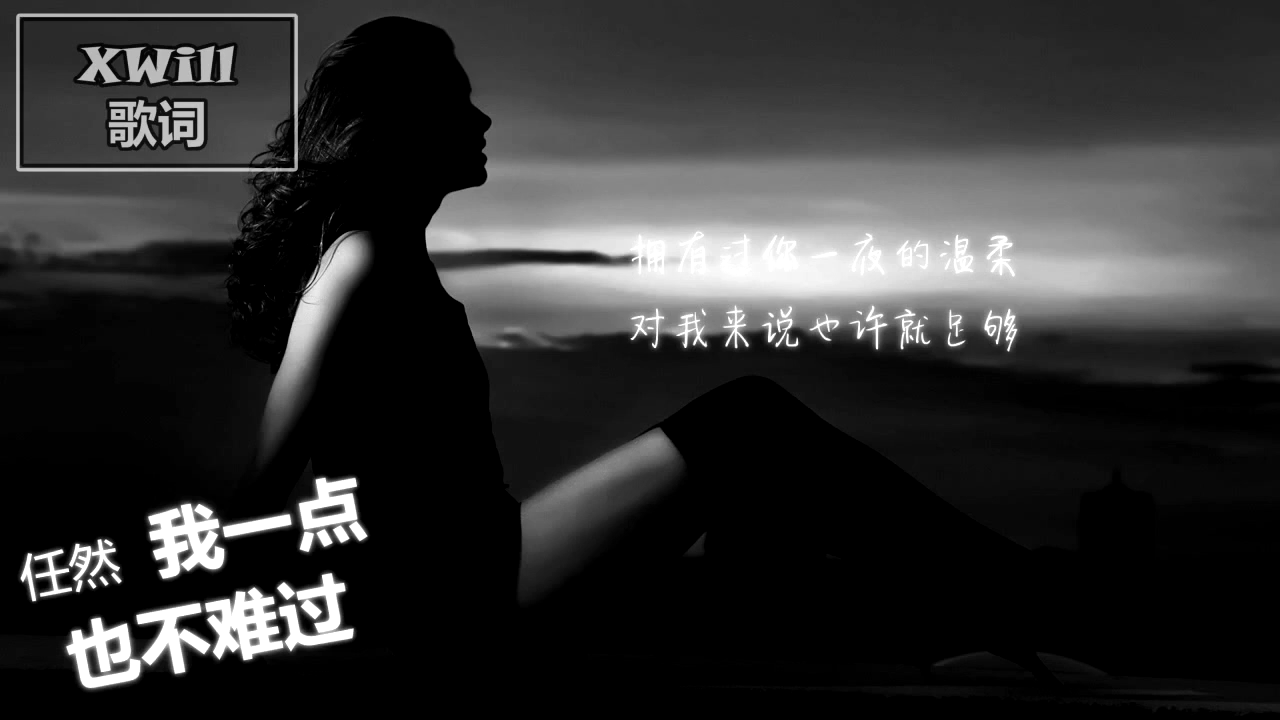 XWill
歌词
拥有过你一夜的温柔
对我来说也许就足够
任然 我一点
也不难过